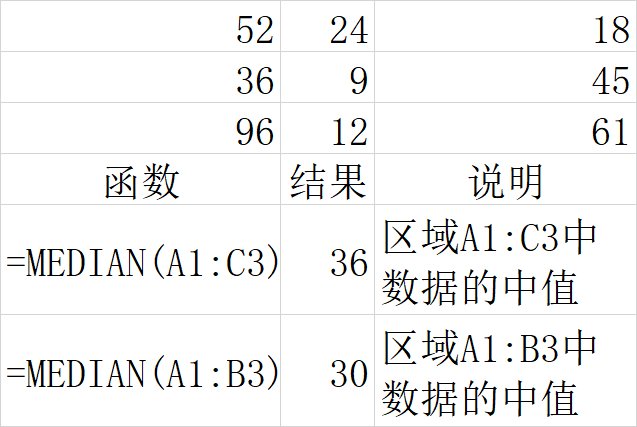 52 24 18
36 9 45
96 12 61
函数 结果 说明
=MEDIAN(A1:C3) 36 区域A1:C3中
数据的中值
=MEDIAN(A1:B3) 30 区域A1:B3中
数据的中值